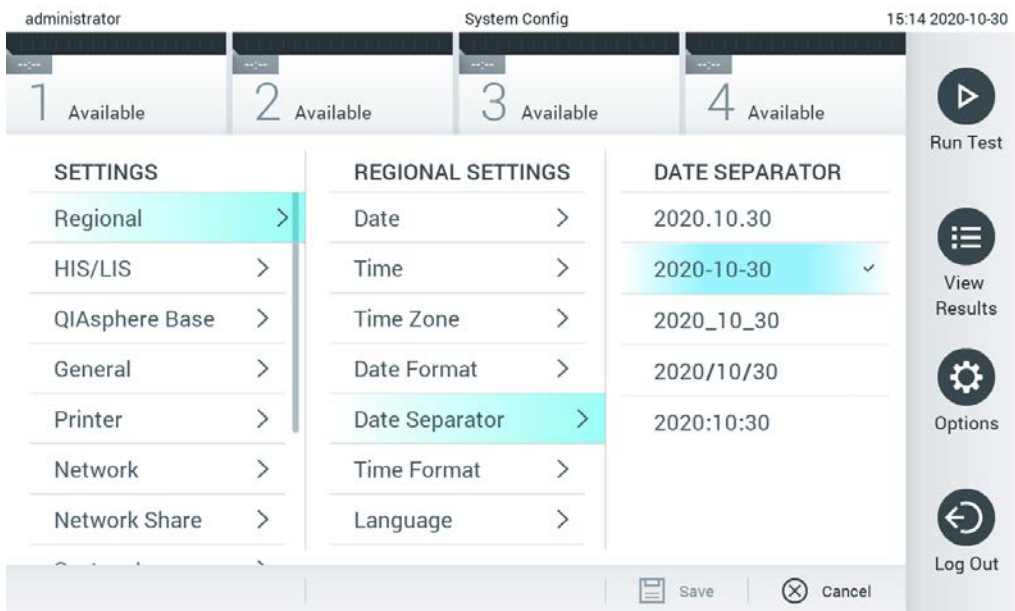 administrator System Config 15:14 2020-10-30
--:-- --:-- --:-- --:--
1 Available 2 Available 3 Available 4 Available
Run Test
SETTINGS REGIONAL SETTINGS DATE SEPARATOR
Regional Date 2020.10.30
HIS/LIS Time 2020-10-30
View
Results
QIAsphere Base Time Zone 2020_10_30
General Date Format 2020/10/30
Printer Date Separator 2020:10:30
Options
Network Time Format
Network Share Language
Log Out
Save Cancel